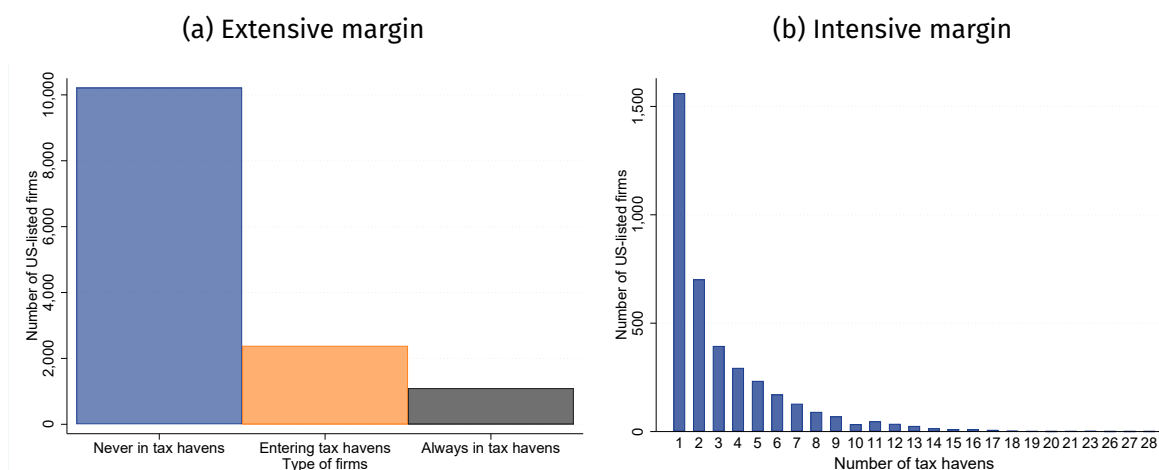 (a) Extensive margin
Number of US-listed firms
10,000
8,000
6,000
4,000
2,000
0
Never in tax havens
Entering tax havens
Always in tax havens
Type of firms
(b) Intensive margin
Number of US-listed firms
1,500
1,000
500
0
1 2 3 4 5 6 7 8 9 10 11 12 13 14 15 16 17 18 19 20 21 23 26 27 28
Number of tax havens